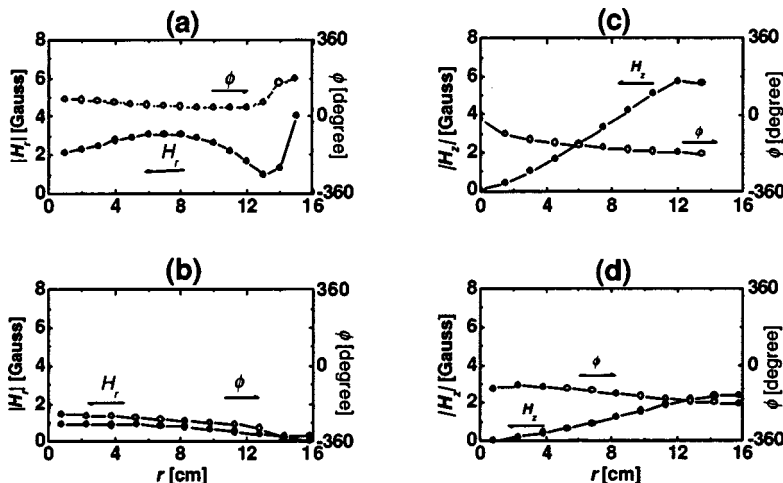 (a)
(c)
8
6
4
2
0
|H_r| [Gauss]
φ
H_r
360
0
-360
φ [degree]
0 4 8 12 16
8
6
4
2
0
|H_z| [Gauss]
H_z
φ
360
0
-360
φ [degree]
0 4 8 12 16
(b)
(d)
8
6
4
2
0
|H_r| [Gauss]
H_r
φ
360
0
-360
φ [degree]
0 4 8 12 16
r [cm]
8
6
4
2
0
|H_z| [Gauss]
φ
H_z
360
0
-360
φ [degree]
0 4 8 12 16
r [cm]